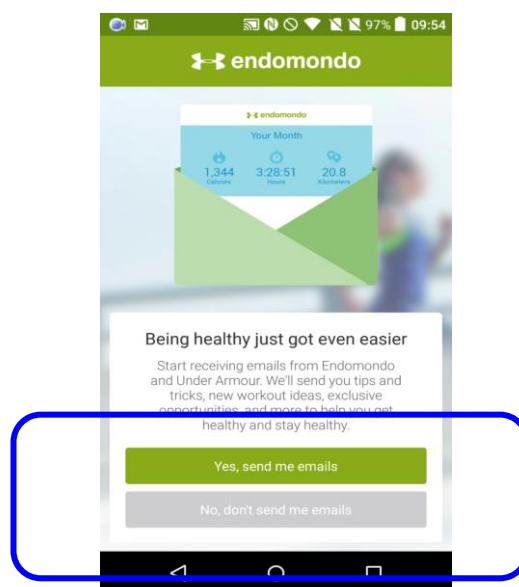 97% 09:54
endomondo
endomondo
Your Month
1,344 3:28:51 20.8
Calories Hours Kilometers
Being healthy just got even easier
Start receiving emails from Endomondo
and Under Armour. We'll send you tips and
tricks, new workout ideas, exclusive
opportunities, and more to help you get
healthy and stay healthy.
Yes, send me emails
No, don't send me emails